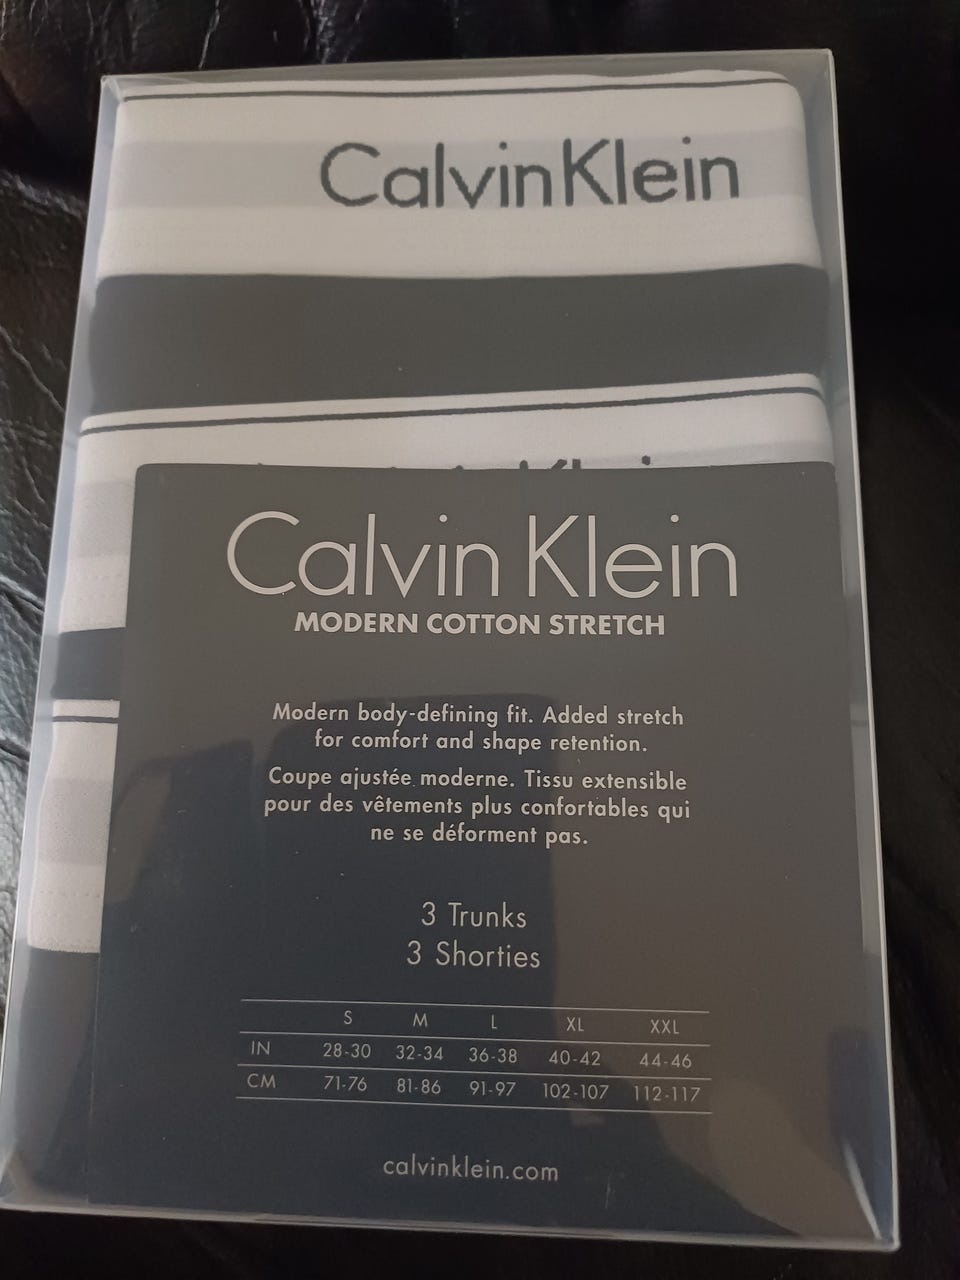 CalvinKlein
Klein
Calvin Klein
MODERN COTTON STRETCH
Modern body-defining fit. Added stretch
for comfort and shape retention.
Coupe ajustée moderne. Tissu extensible
pour des vêtements plus confortables qui
ne se déforment pas.
3 Trunks
3 Shorties
S M L XL XXL
IN 28-30 32-34 36-38 40-42 44-46
CM 71-76 81-86 91-97 102-107 112-117
calvinklein.com